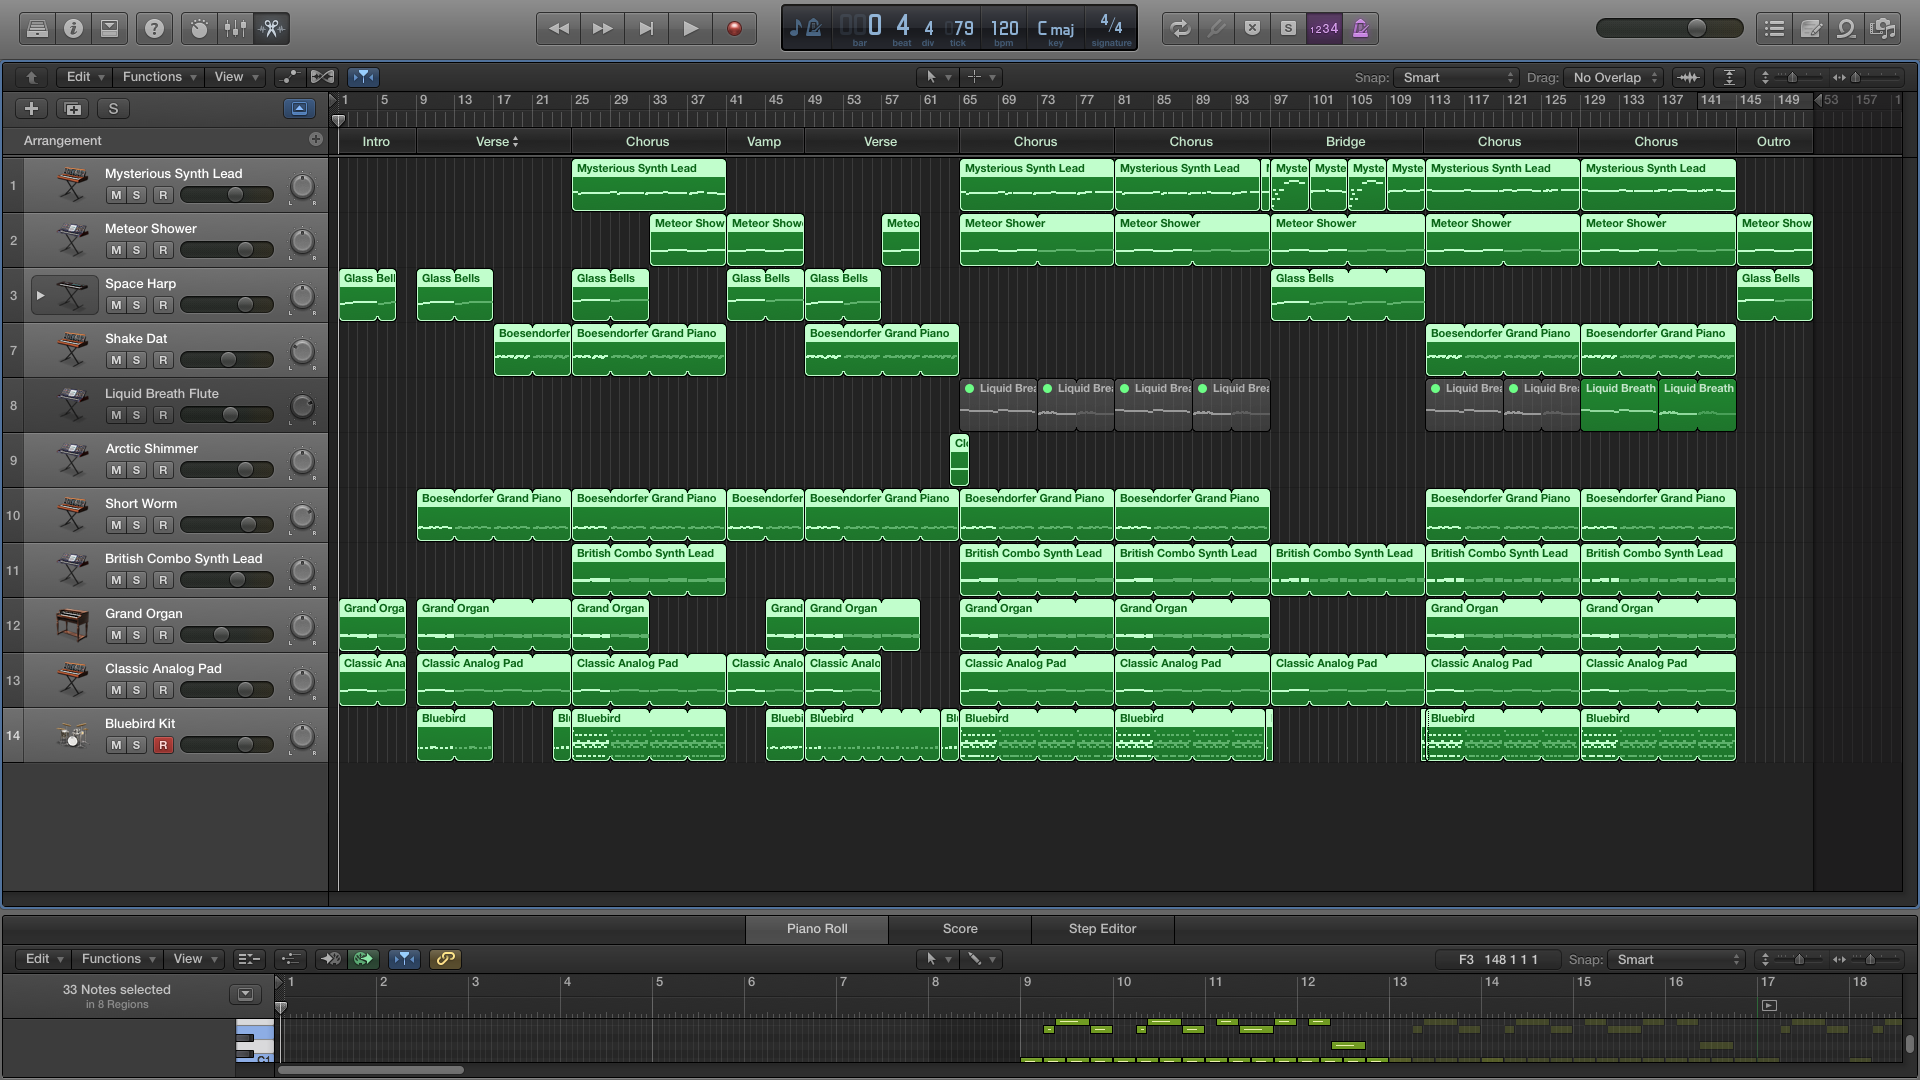 0 4 4 079 120 C maj 4/4
bar beat div tick bpm key signature
S 1234
Edit Functions View Snap: Smart Drag: No Overlap
S 1 5 9 13 17 21 25 29 33 37 41 45 49 53 57 61 65 69 73 77 81 85 89 93 97 101 105 109 113 117 121 125 129 133 137 141 145 149 53 157
Arrangement Intro Verse Chorus Vamp Verse Chorus Chorus Bridge Chorus Chorus Outro
1 Mysterious Synth Lead M S R L R
Mysterious Synth Lead Mysterious Synth Lead Mysterious Synth Lead Myste Myste Myste Myste Mysterious Synth Lead Mysterious Synth Lead
2 Meteor Shower M S R L R
Meteor Show Meteor Show Meteo Meteor Shower Meteor Shower Meteor Shower Meteor Shower Meteor Shower Meteor Show
3 Space Harp M S R L R
Glass Bell Glass Bells Glass Bells Glass Bells Glass Bells Glass Bells Glass Bells
7 Shake Dat M S R L R
Boesendorfer Boesendorfer Grand Piano Boesendorfer Grand Piano Boesendorfer Grand Piano Boesendorfer Grand Piano
8 Liquid Breath Flute M S R L R
Liquid Brea Liquid Brea Liquid Brea Liquid Brea Liquid Brea Liquid Brea Liquid Breath Liquid Breath
9 Arctic Shimmer M S R L R
Cl
10 Short Worm M S R L R
Boesendorfer Grand Piano Boesendorfer Grand Piano Boesendorfer Boesendorfer Grand Piano Boesendorfer Grand Piano Boesendorfer Grand Piano Boesendorfer Grand Piano Boesendorfer Grand Piano
11 British Combo Synth Lead M S R L R
British Combo Synth Lead British Combo Synth Lead British Combo Synth Lead British Combo Synth Lead British Combo Synth Lead British Combo Synth Lead
12 Grand Organ M S R L R
Grand Orga Grand Organ Grand Organ Grand Grand Organ Grand Organ Grand Organ Grand Organ Grand Organ
13 Classic Analog Pad M S R L R
Classic Ana Classic Analog Pad Classic Analog Pad Classic Analo Classic Analo Classic Analog Pad Classic Analog Pad Classic Analog Pad Classic Analog Pad Classic Analog Pad
14 Bluebird Kit M S R L R
Bluebird Bl Bluebird Bluebi Bluebird Bl Bluebird Bluebird Bluebird Bluebird
Piano Roll Score Step Editor
Edit Functions View F3 148 1 1 1 Snap: Smart
1 2 3 4 5 6 7 8 9 10 11 12 13 14 15 16 17 18
33 Notes selected
in 8 Regions
C1